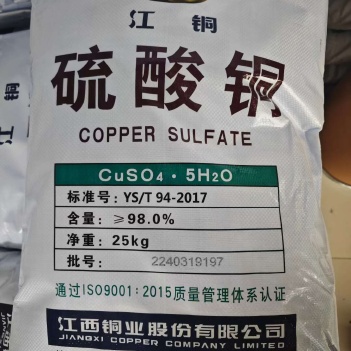 江铜
硫酸铜
COPPER SULFATE
CuSO4 · 5H2O
标准号: YS/T 94-2017
含量: ≥98.0%
净重: 25kg
批号: 2240319197
通过ISO9001:2015质量管理体系认证
江西铜业股份有限公司
JIANGXI COPPER COMPANY LIMITED